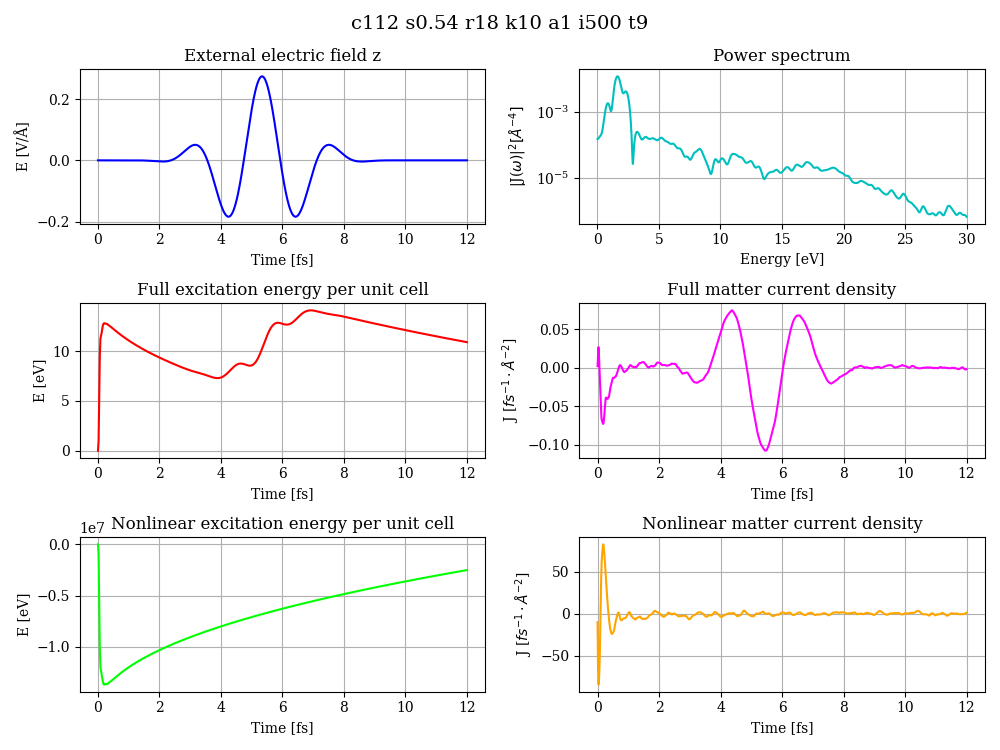 c112 s0.54 r18 k10 a1 i500 t9
External electric field z
E [V/Å]
0.2
0.0
−0.2
0 2 4 6 8 10 12
Time [fs]
Power spectrum
|J(ω)|²[Å⁻⁴]
10⁻³
10⁻⁵
0 5 10 15 20 25 30
Energy [eV]
Full excitation energy per unit cell
E [eV]
10
5
0
0 2 4 6 8 10 12
Time [fs]
Full matter current density
J [fs⁻¹ · Å⁻²]
0.05
0.00
−0.05
−0.10
0 2 4 6 8 10 12
Time [fs]
Nonlinear excitation energy per unit cell
1e7
E [eV]
0.0
−0.5
−1.0
0 2 4 6 8 10 12
Time [fs]
Nonlinear matter current density
J [fs⁻¹ · Å⁻²]
50
0
−50
0 2 4 6 8 10 12
Time [fs]